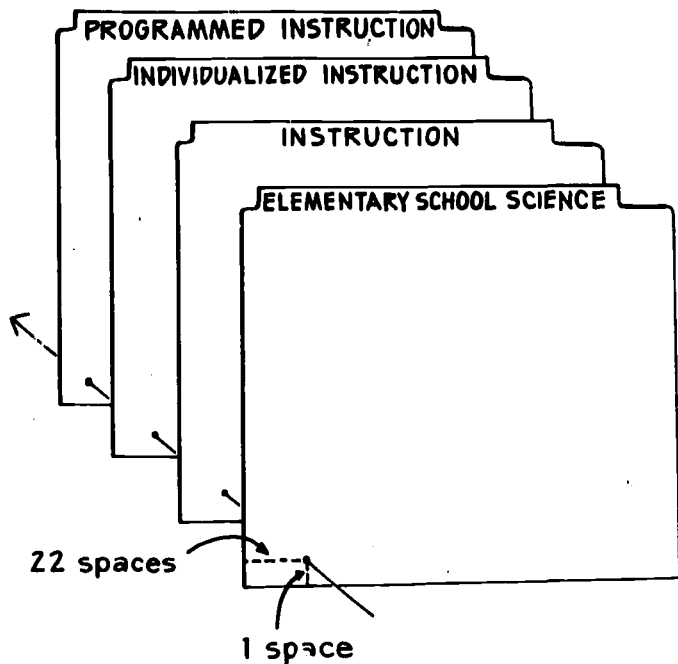 PROGRAMMED INSTRUCTION
INDIVIDUALIZED INSTRUCTION
INSTRUCTION
ELEMENTARY SCHOOL SCIENCE
22 spaces
1 space